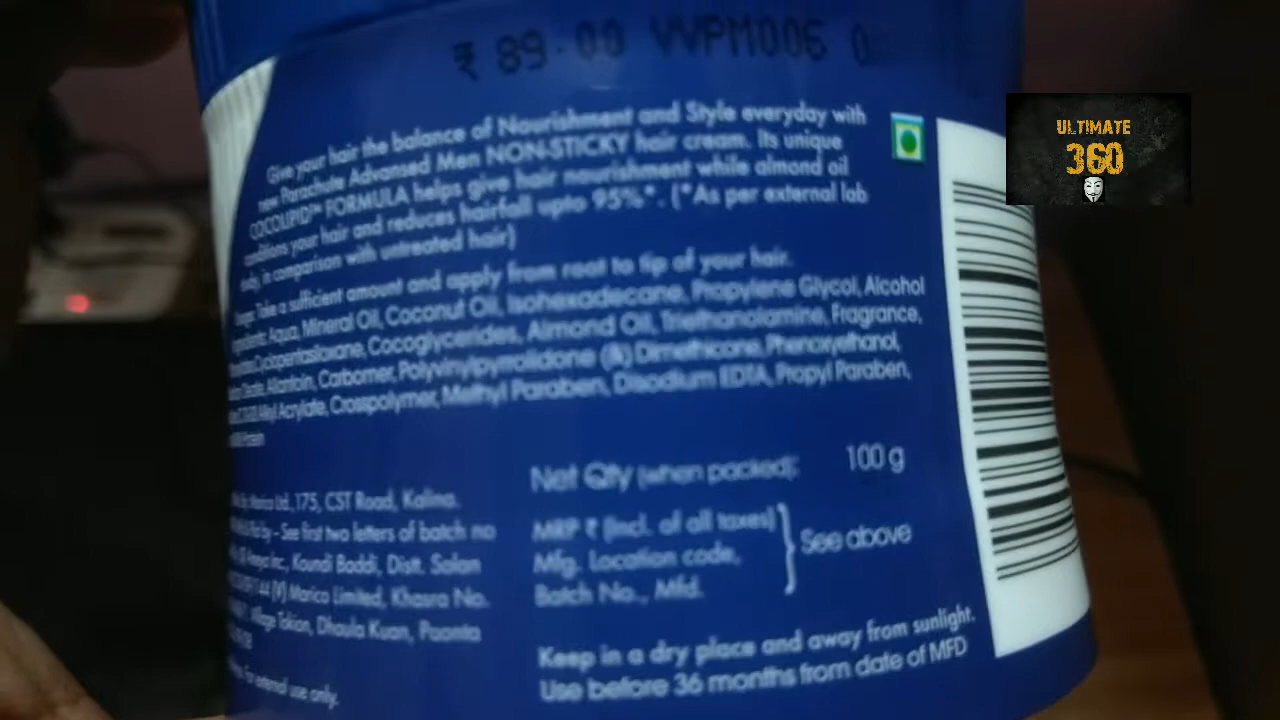 ₹ 89.00 VVPM006 0
Give your hair the balance of Nourishment and Style everyday with
new Parachute Advansed Men NON-STICKY hair cream. Its unique
COCOLIPID™ FORMULA helps give hair nourishment while almond oil
conditions your hair and reduces hairfall upto 95%*. (*As per external lab
study, in comparison with untreated hair)
Take a sufficient amount and apply from root to tip of your hair.
Aqua, Mineral Oil, Coconut Oil, Isohexadecane, Propylene Glycol, Alcohol
Cyclopentasiloxane, Cocoglycerides, Almond Oil, Triethanolamine, Fragrance,
Allantoin, Carbomer, Polyvinylpyrrolidone (&) Dimethicone, Phenoxyethanol,
Alkyl Acrylate, Crosspolymer, Methyl Paraben, Disodium EDTA, Propyl Paraben,
Protein
Net Qty (when packed): 100 g
Marico Ltd., 175, CST Road, Kalina.
by - See first two letters of batch no
Inc., Koundi Baddi, Distt. Solan
(V) Marico Limited, Khasra No.
Village Tokion, Dhaula Kuan, Paonta
For external use only.
MRP ₹ (Incl. of all taxes)
Mfg. Location code,
Batch No., Mfd.
See above
Keep in a dry place and away from sunlight.
Use before 36 months from date of MFD
ULTIMATE
360